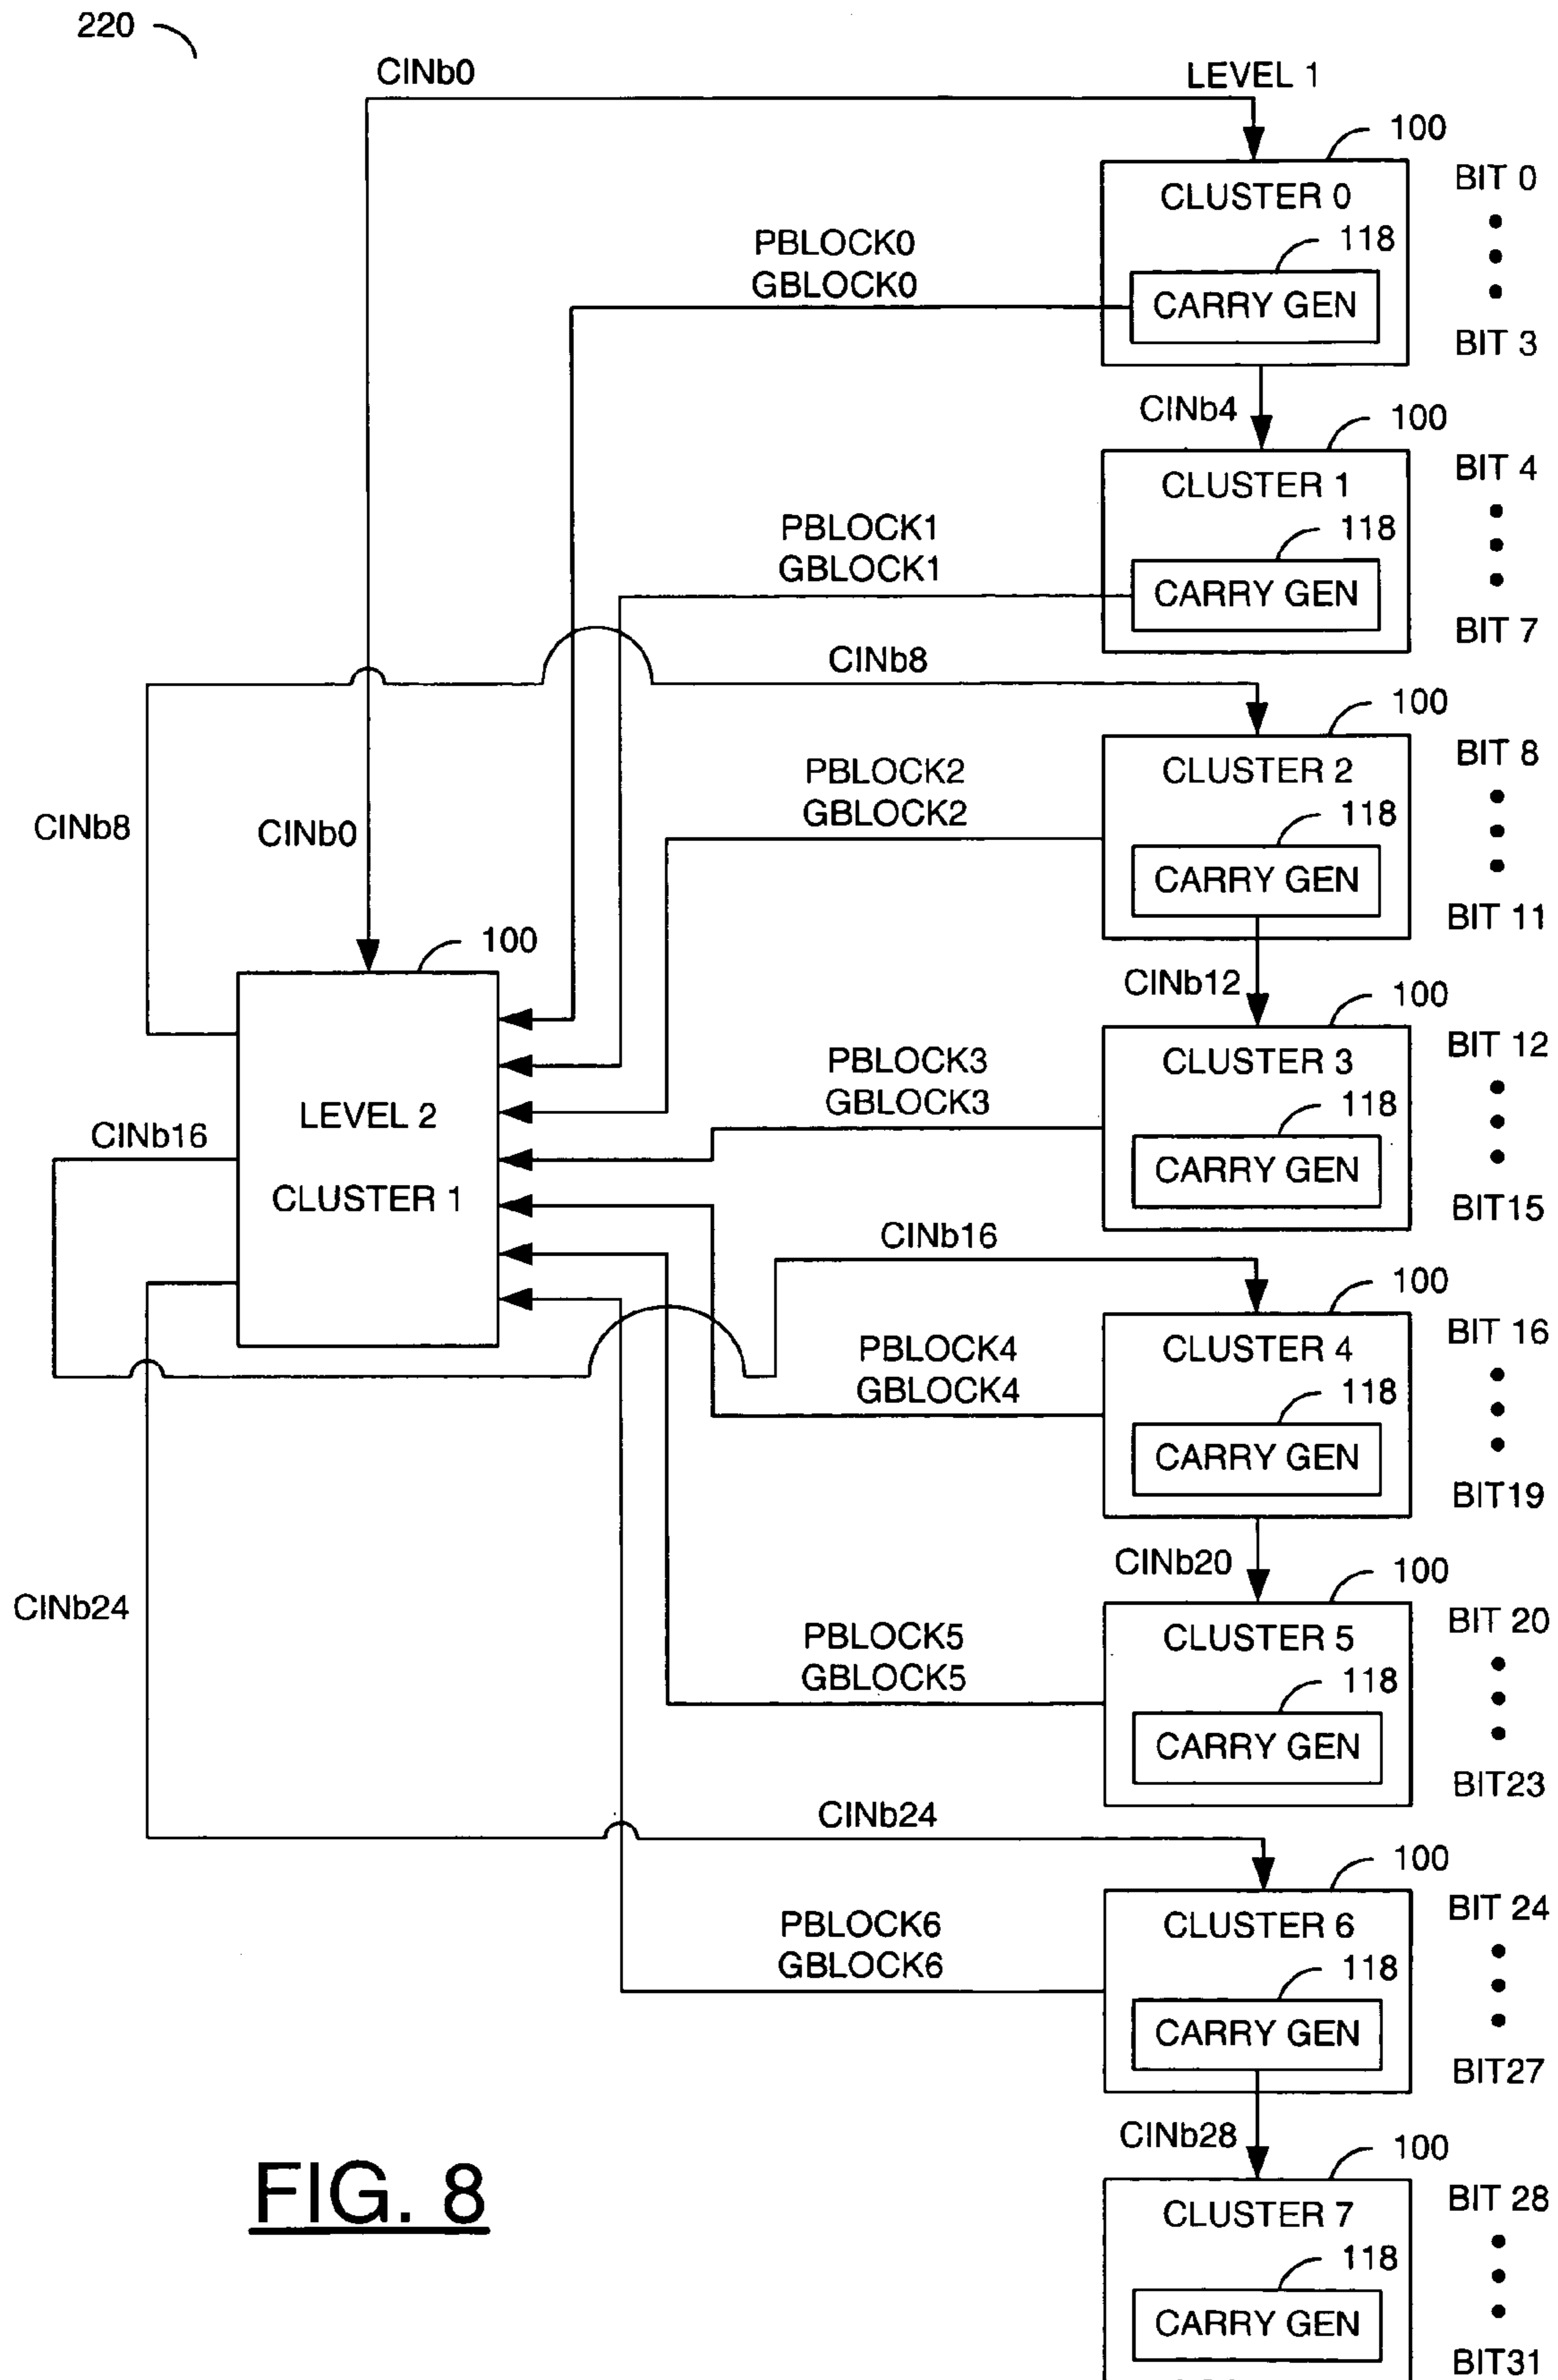 220
CINb0
LEVEL 1
100
CLUSTER 0
BIT 0
118
PBLOCK0
GBLOCK0
CARRY GEN
BIT 3
CINb4
100
CLUSTER 1
BIT 4
118
PBLOCK1
GBLOCK1
CARRY GEN
BIT 7
CINb8
100
CLUSTER 2
BIT 8
118
PBLOCK2
GBLOCK2
CARRY GEN
BIT 11
CINb8
CINb0
100
CINb12
100
CLUSTER 3
BIT 12
118
PBLOCK3
GBLOCK3
CARRY GEN
BIT15
LEVEL 2
CLUSTER 1
CINb16
CINb16
100
CLUSTER 4
BIT 16
118
PBLOCK4
GBLOCK4
CARRY GEN
BIT19
CINb20
100
CLUSTER 5
BIT 20
118
PBLOCK5
GBLOCK5
CARRY GEN
BIT23
CINb24
CINb24
100
CLUSTER 6
BIT 24
118
PBLOCK6
GBLOCK6
CARRY GEN
BIT27
CINb28
100
CLUSTER 7
BIT 28
118
CARRY GEN
BIT31
FIG. 8